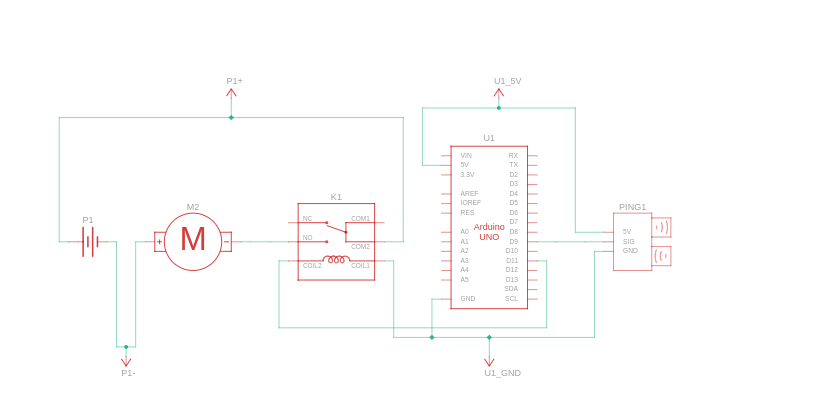 P1+
U1_5V
U1
VIN
5V
3.3V
AREF
IOREF
RES
A0
A1
A2
A3
A4
A5
GND
Arduino
UNO
RX
TX
D2
D3
D4
D5
D6
D7
D8
D9
D10
D11
D12
D13
SDA
SCL
K1
NC
COM1
NO
COM2
COIL2
COIL1
M2
+
M
-
P1
PING1
5V
SIG
GND
P1-
U1_GND